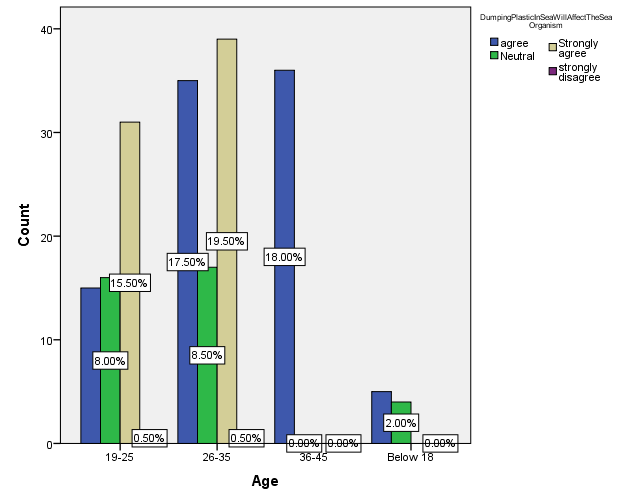 DumpingPlasticInSeaWillAffectTheSea
Organism
agree
Neutral
Strongly
agree
strongly
disagree
40
30
20
10
0
Count
19.50%
17.50%
18.00%
15.50%
8.50%
8.00%
2.00%
0.50%
0.50%
0.00%
0.00%
0.00%
19-25
26-35
36-45
Below 18
Age